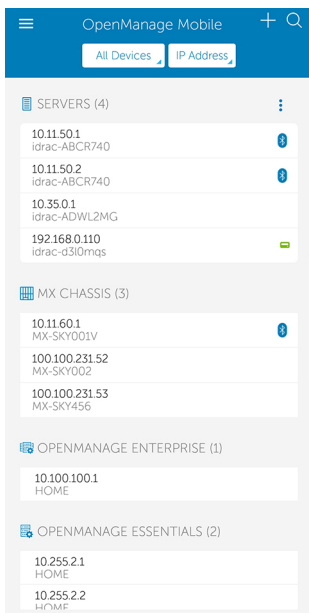 OpenManage Mobile
All Devices
IP Address
SERVERS (4)
10.11.50.1
idrac-ABCR740
10.11.50.2
idrac-ABCR740
10.35.0.1
idrac-ADWL2MG
192.168.0.110
idrac-d3l0mqs
MX CHASSIS (3)
10.11.60.1
MX-SKY001V
100.100.231.52
MX-SKY002
100.100.231.53
MX-SKY456
OPENMANAGE ENTERPRISE (1)
10.100.100.1
HOME
OPENMANAGE ESSENTIALS (2)
10.255.2.1
HOME
10.255.2.2
HOME